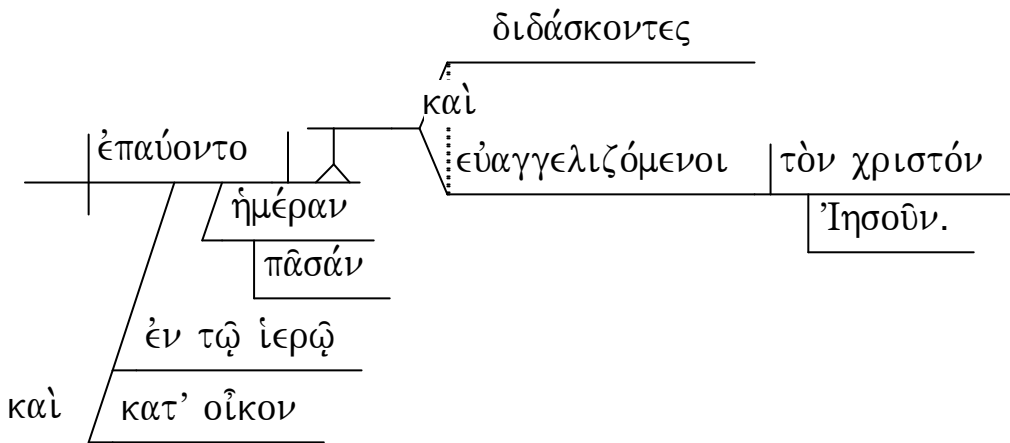 διδάσκοντες
καὶ
ἐπαύοντο
εὐαγγελιζόμενοι τὸν χριστόν
ἡμέραν
Ἰησοῦν.
πᾶσάν
ἐν τῷ ἱερῷ
καὶ κατ’ οἶκον